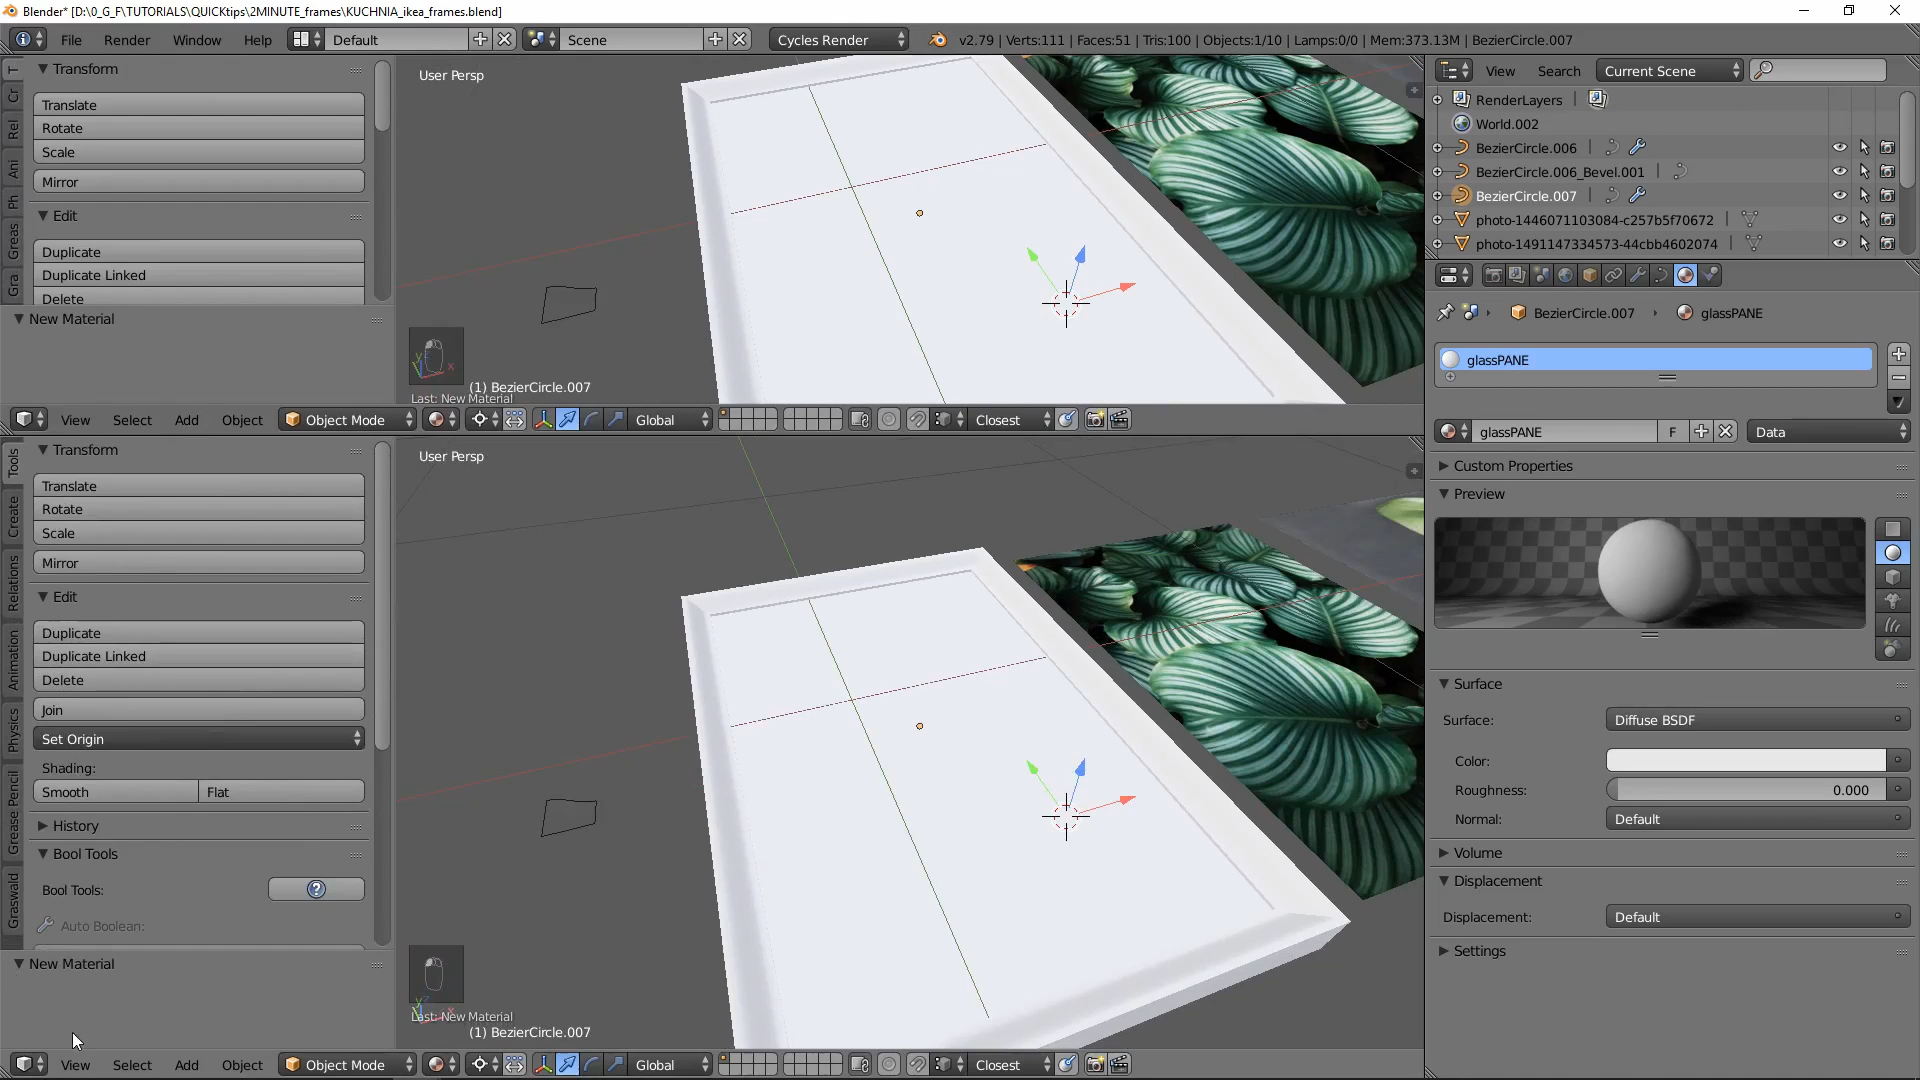 Blender* [D:\0_G_F\TUTORIALS\QUICKtips\2MINUTE_frames\KUCHNIA_ikea_frames.blend]
File Render Window Help Default Scene Cycles Render v2.79 | Verts:111 | Faces:51 | Tris:100 | Objects:1/10 | Lamps:0/0 | Mem:373.13M | BezierCircle.007
T
Cr
Rel
Ani
Ph
Greas
Gra
Transform
Translate
Rotate
Scale
Mirror
Edit
Duplicate
Duplicate Linked
Delete
New Material
User Persp
(1) BezierCircle.007
Last: New Material
View Select Add Object Object Mode Global Closest
Tools
Create
Relations
Animation
Physics
Grease Pencil
Graswald
Transform
Translate
Rotate
Scale
Mirror
Edit
Duplicate
Duplicate Linked
Delete
Join
Set Origin
Shading:
Smooth Flat
History
Bool Tools
Bool Tools:
Auto Boolean:
New Material
User Persp
Last: New Material
(1) BezierCircle.007
View Select Add Object Object Mode Global Closest
View Search Current Scene
RenderLayers
World.002
BezierCircle.006
BezierCircle.006_Bevel.001
BezierCircle.007
photo-1446071103084-c257b5f70672
photo-1491147334573-44cbb4602074
BezierCircle.007 glassPANE
glassPANE
glassPANE F Data
Custom Properties
Preview
Surface
Surface: Diffuse BSDF
Color:
Roughness: 0.000
Normal: Default
Volume
Displacement
Displacement: Default
Settings